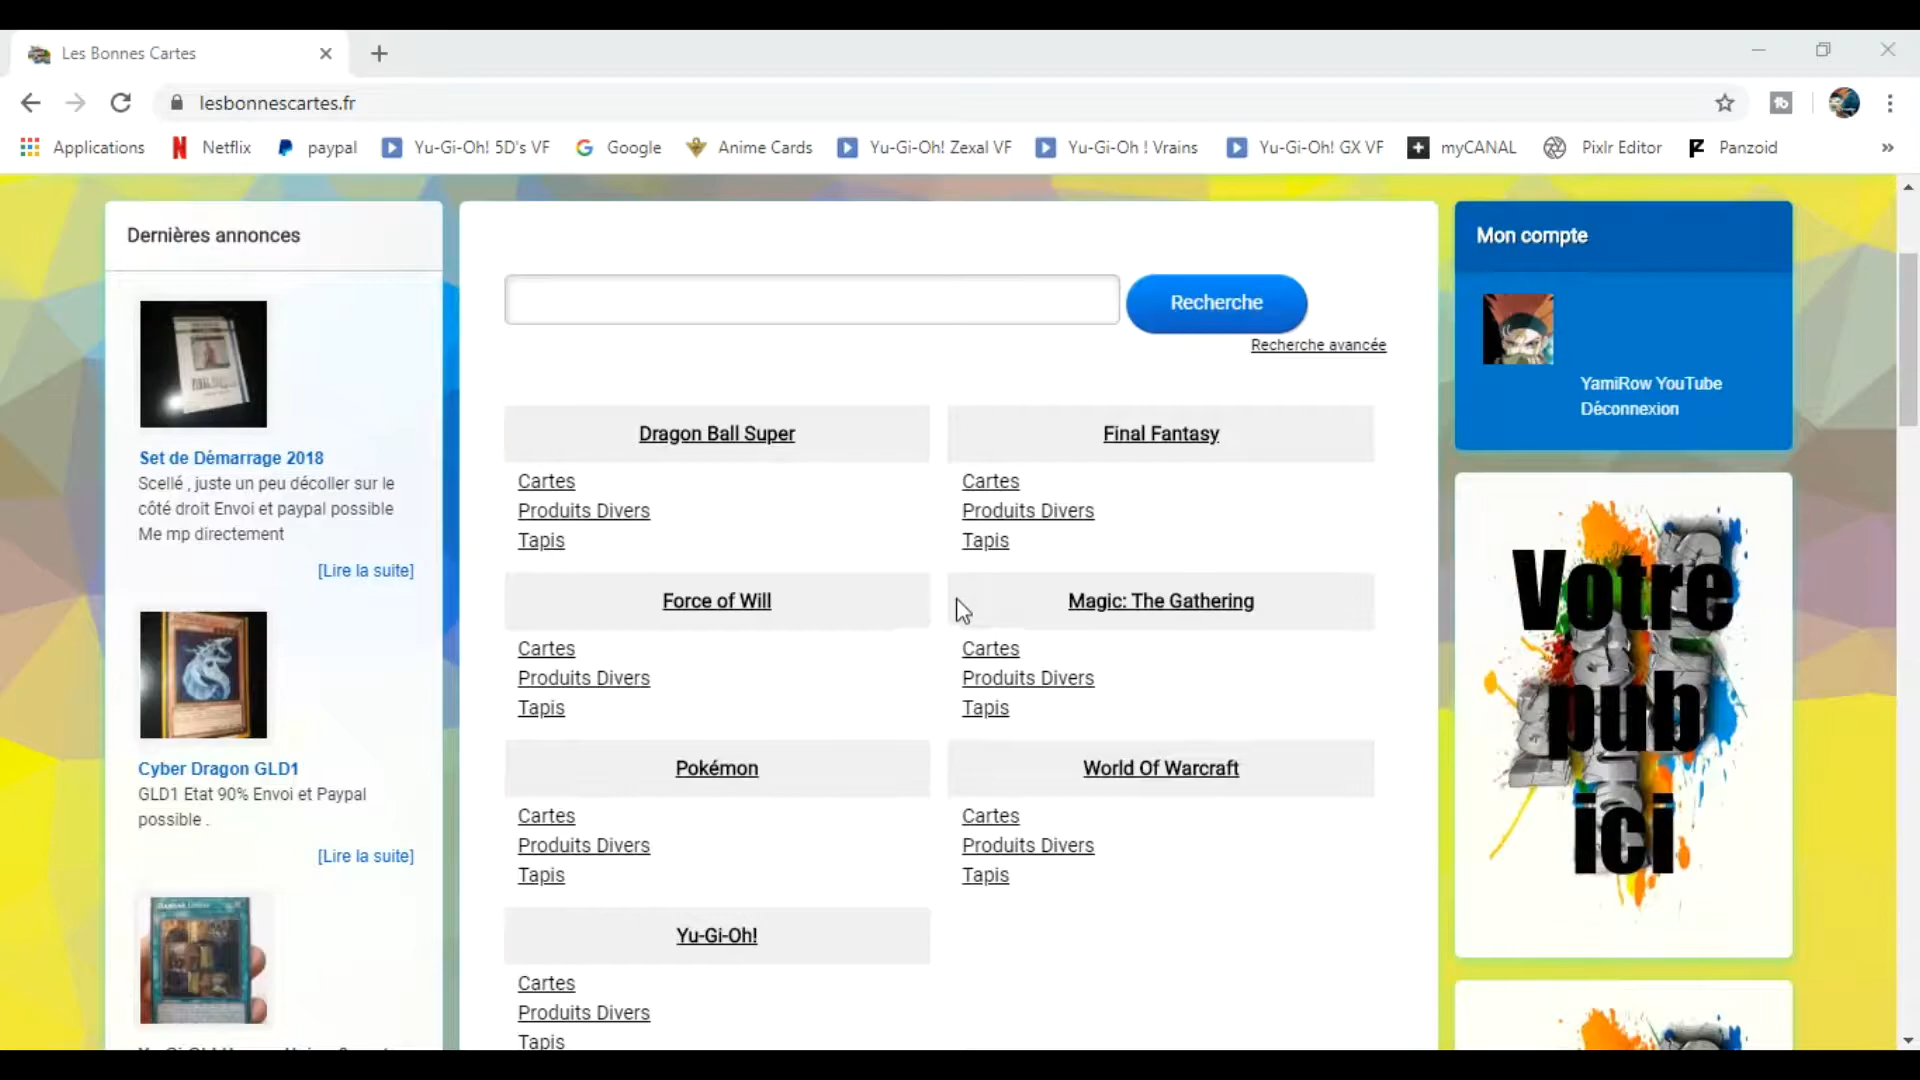 Les Bonnes Cartes
lesbonnescartes.fr
Applications Netflix paypal Yu-Gi-Oh! 5D's VF Google Anime Cards Yu-Gi-Oh! Zexal VF Yu-Gi-Oh ! Vrains Yu-Gi-Oh! GX VF myCANAL Pixlr Editor Panzoid »
Dernières annonces
Set de Démarrage 2018
Scellé , juste un peu décoller sur le
côté droit Envoi et paypal possible
Me mp directement
[Lire la suite]
Cyber Dragon GLD1
GLD1 Etat 90% Envoi et Paypal
possible .
[Lire la suite]
Recherche
Recherche avancée
Dragon Ball Super
Cartes
Produits Divers
Tapis
Final Fantasy
Cartes
Produits Divers
Tapis
Force of Will
Cartes
Produits Divers
Tapis
Magic: The Gathering
Cartes
Produits Divers
Tapis
Pokémon
Cartes
Produits Divers
Tapis
World Of Warcraft
Cartes
Produits Divers
Tapis
Yu-Gi-Oh!
Cartes
Produits Divers
Tapis
Mon compte
YamiRow YouTube
Déconnexion
Votre
pub
ici